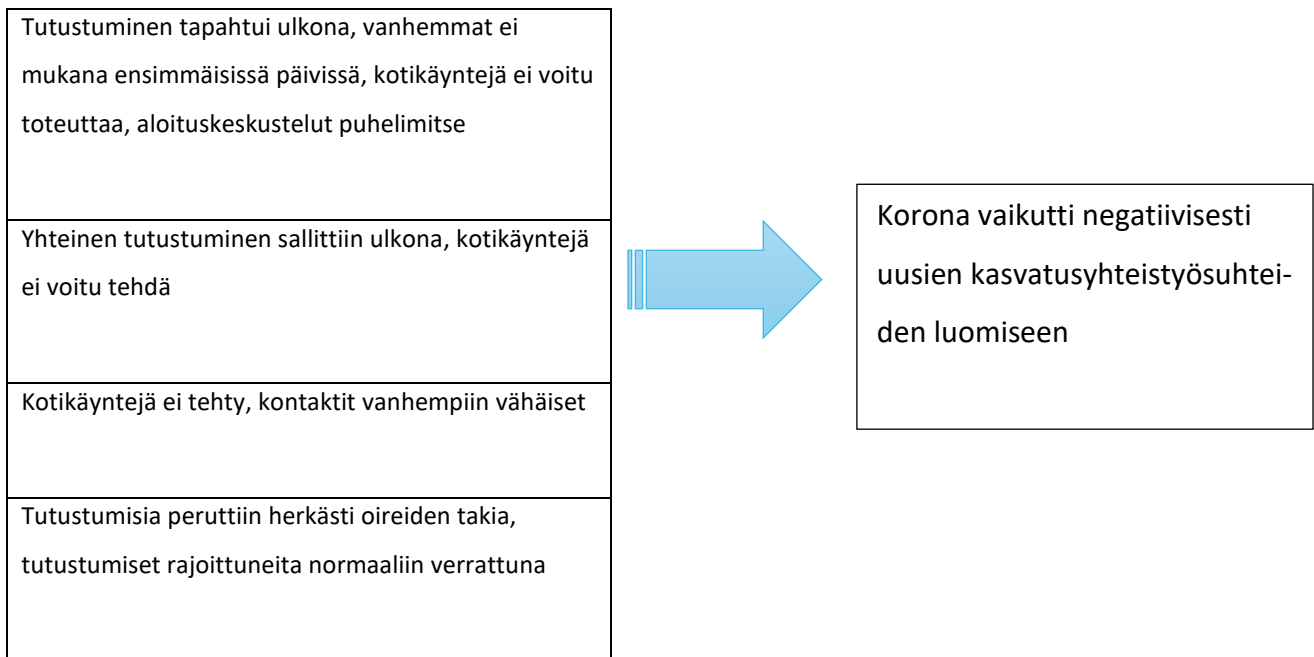 Tutustuminen tapahtui ulkona, vanhemmat ei
mukana ensimmäisissä päivissä, kotikäyntejä ei voitu
toteuttaa, aloituskeskustelut puhelimitse
Yhteinen tutustuminen sallittiin ulkona, kotikäyntejä
ei voitu tehdä
Kotikäyntejä ei tehty, kontaktit vanhempiin vähäiset
Tutustumisia peruttiin herkästi oireiden takia,
tutustumiset rajoittuneita normaaliin verrattuna
Korona vaikutti negatiivisesti
uusien kasvatusyhteistyösuhtei-
den luomiseen